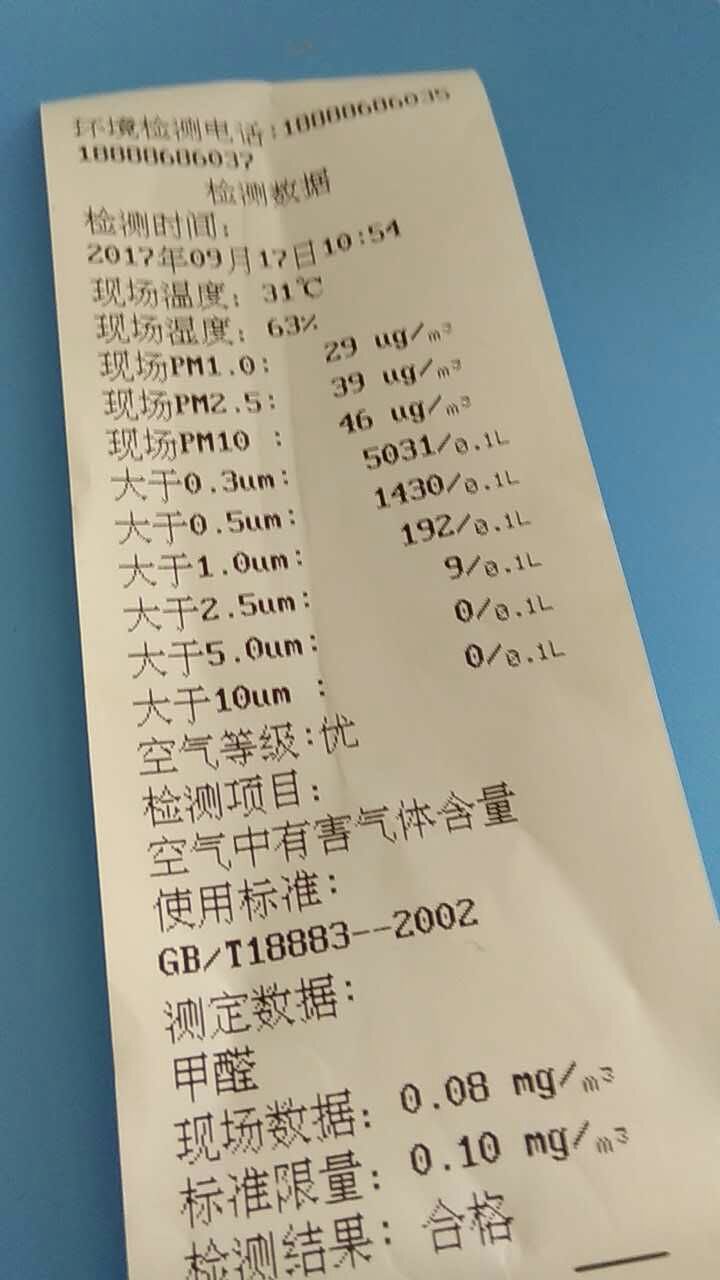 环境检测电话:18888686035
18888686037
检测数据
检测时间:
2017年09月17日10:54
现场温度: 31℃
现场湿度: 63%
现场PM1.0: 29 ug/m³
现场PM2.5: 39 ug/m³
现场PM10 : 46 ug/m³
大于0.3um: 5031/0.1L
大于0.5um: 1430/0.1L
大于1.0um: 192/0.1L
大于2.5um: 9/0.1L
大于5.0um: 0/0.1L
大于10um : 0/0.1L
空气等级:优
检测项目:
空气中有害气体含量
使用标准:
GB/T18883--2002
测定数据:
甲醛
现场数据: 0.08 mg/m³
标准限量: 0.10 mg/m³
检测结果: 合格